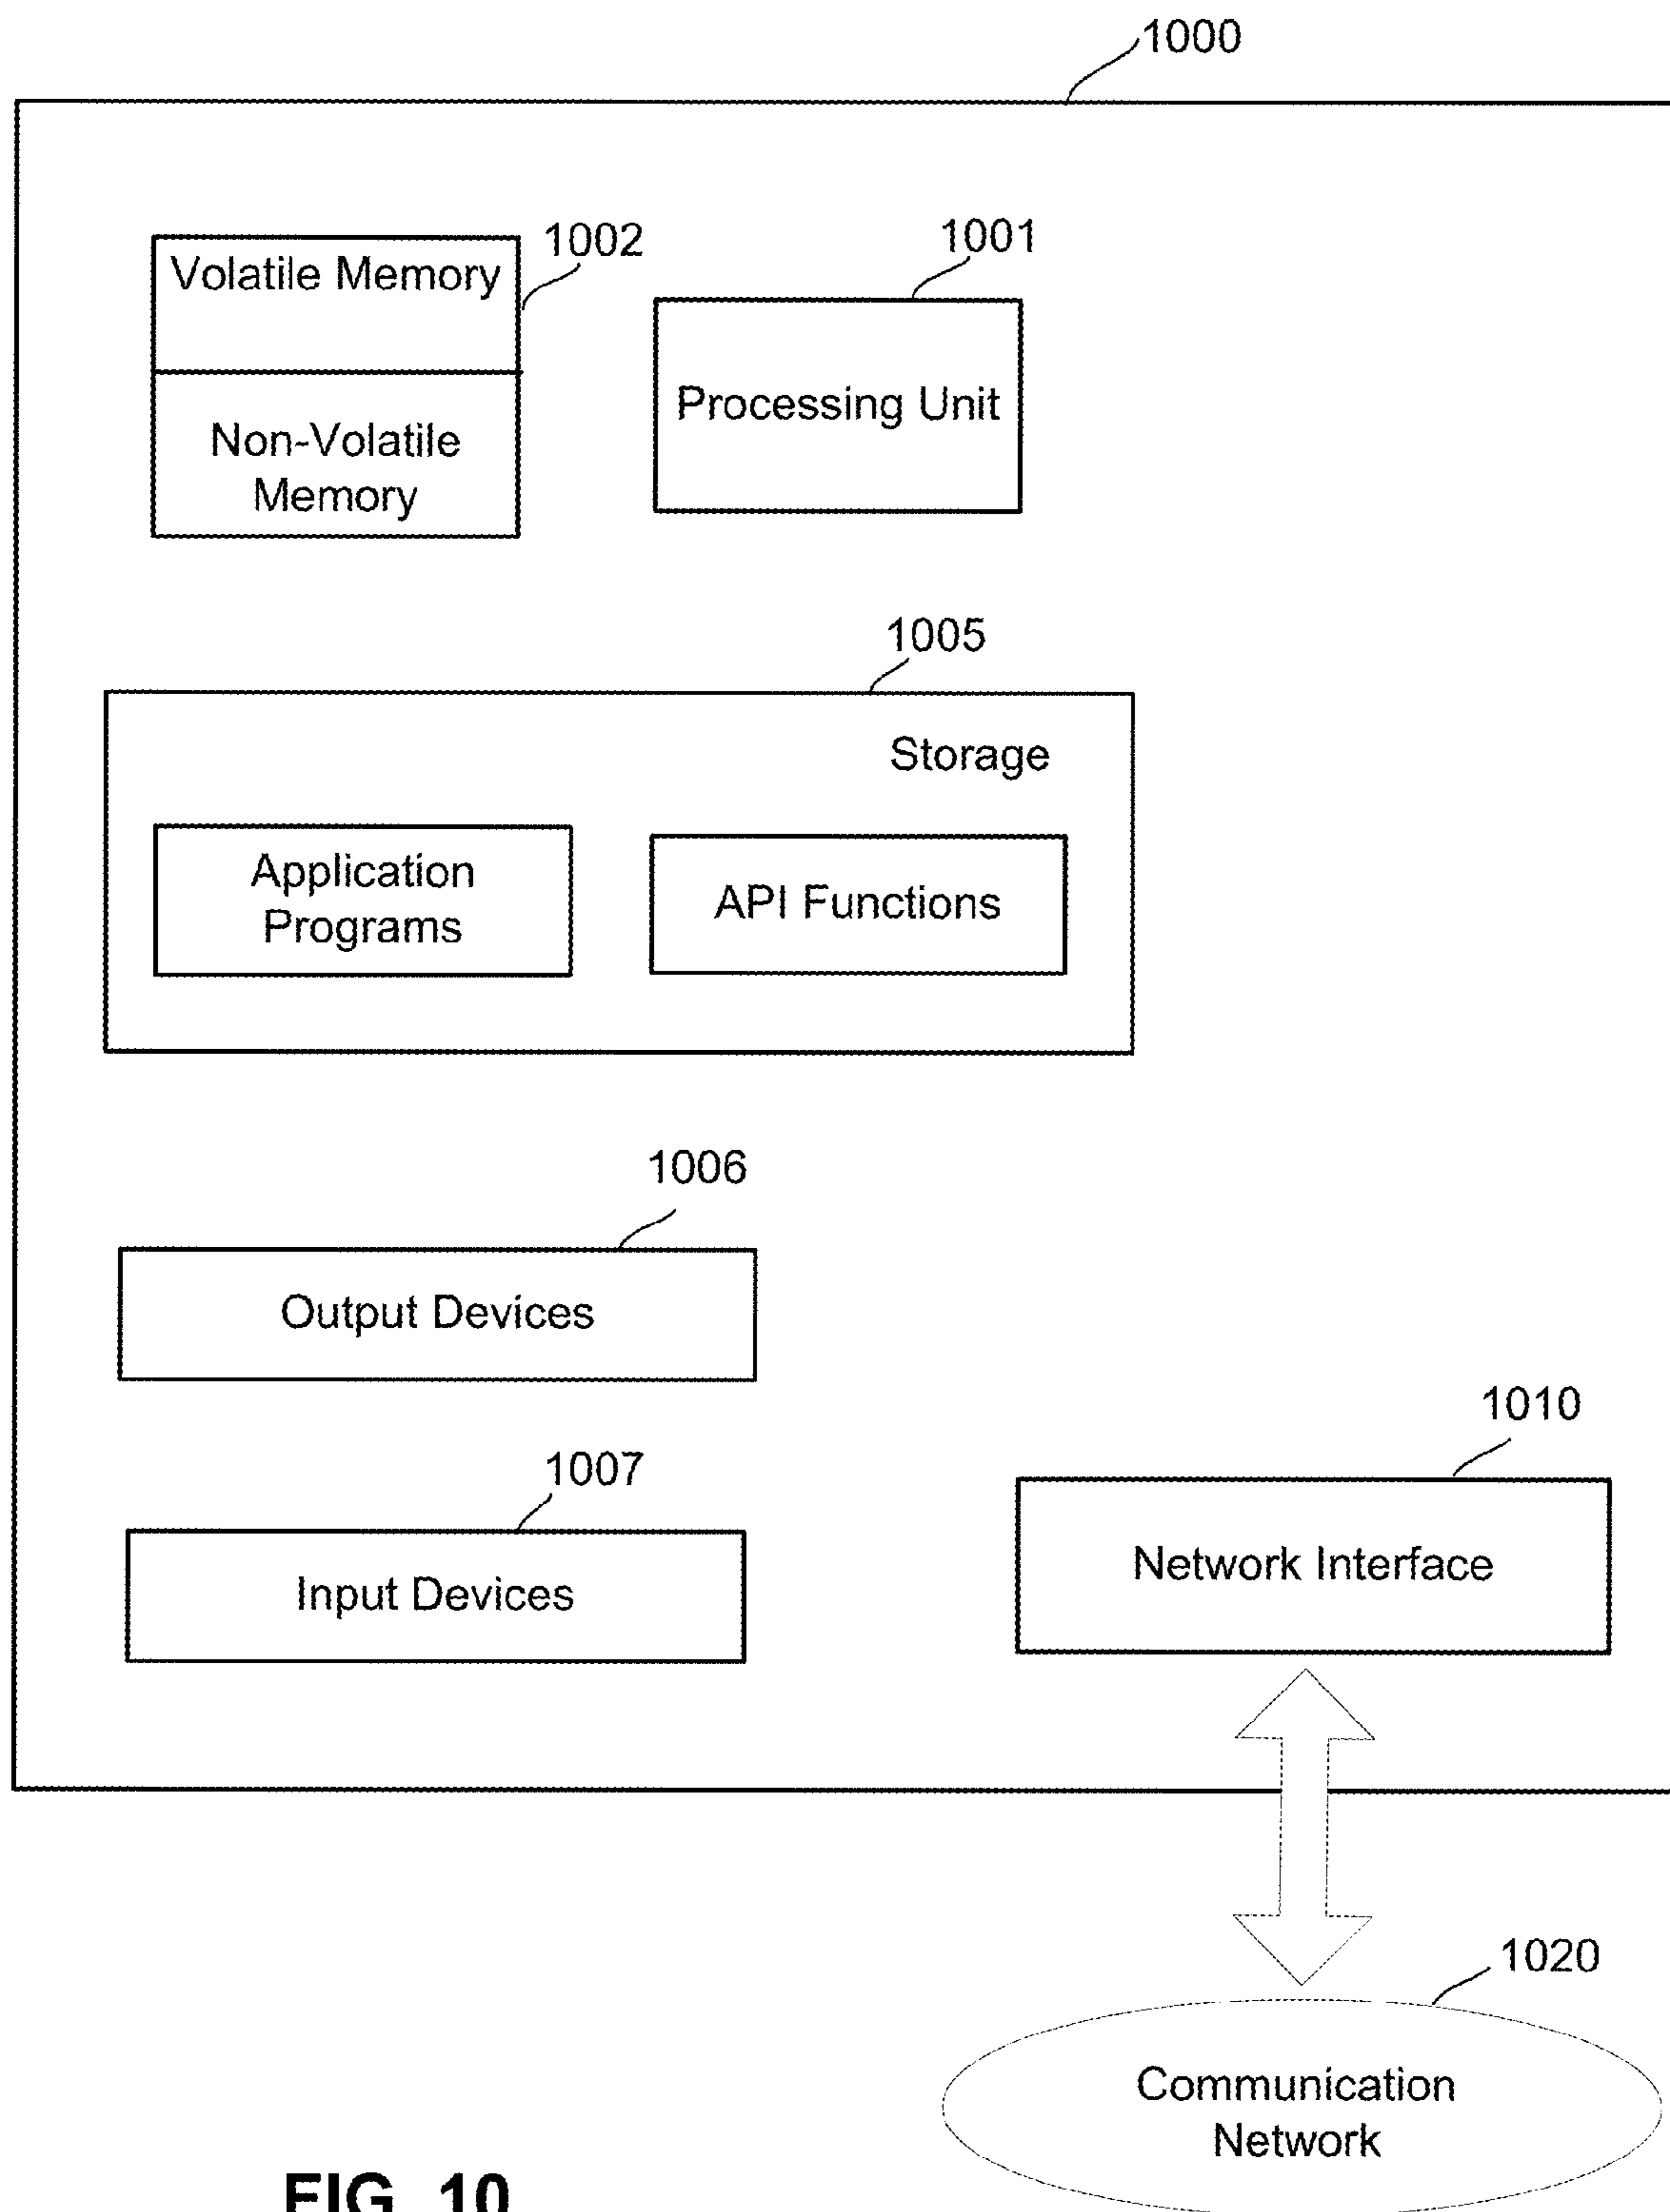 1000
1002
1001
Volatile Memory
Processing Unit
Non-Volatile
Memory
1005
Storage
Application
Programs
API Functions
1006
Output Devices
1010
1007
Network Interface
Input Devices
1020
Communication
Network
FIG. 10